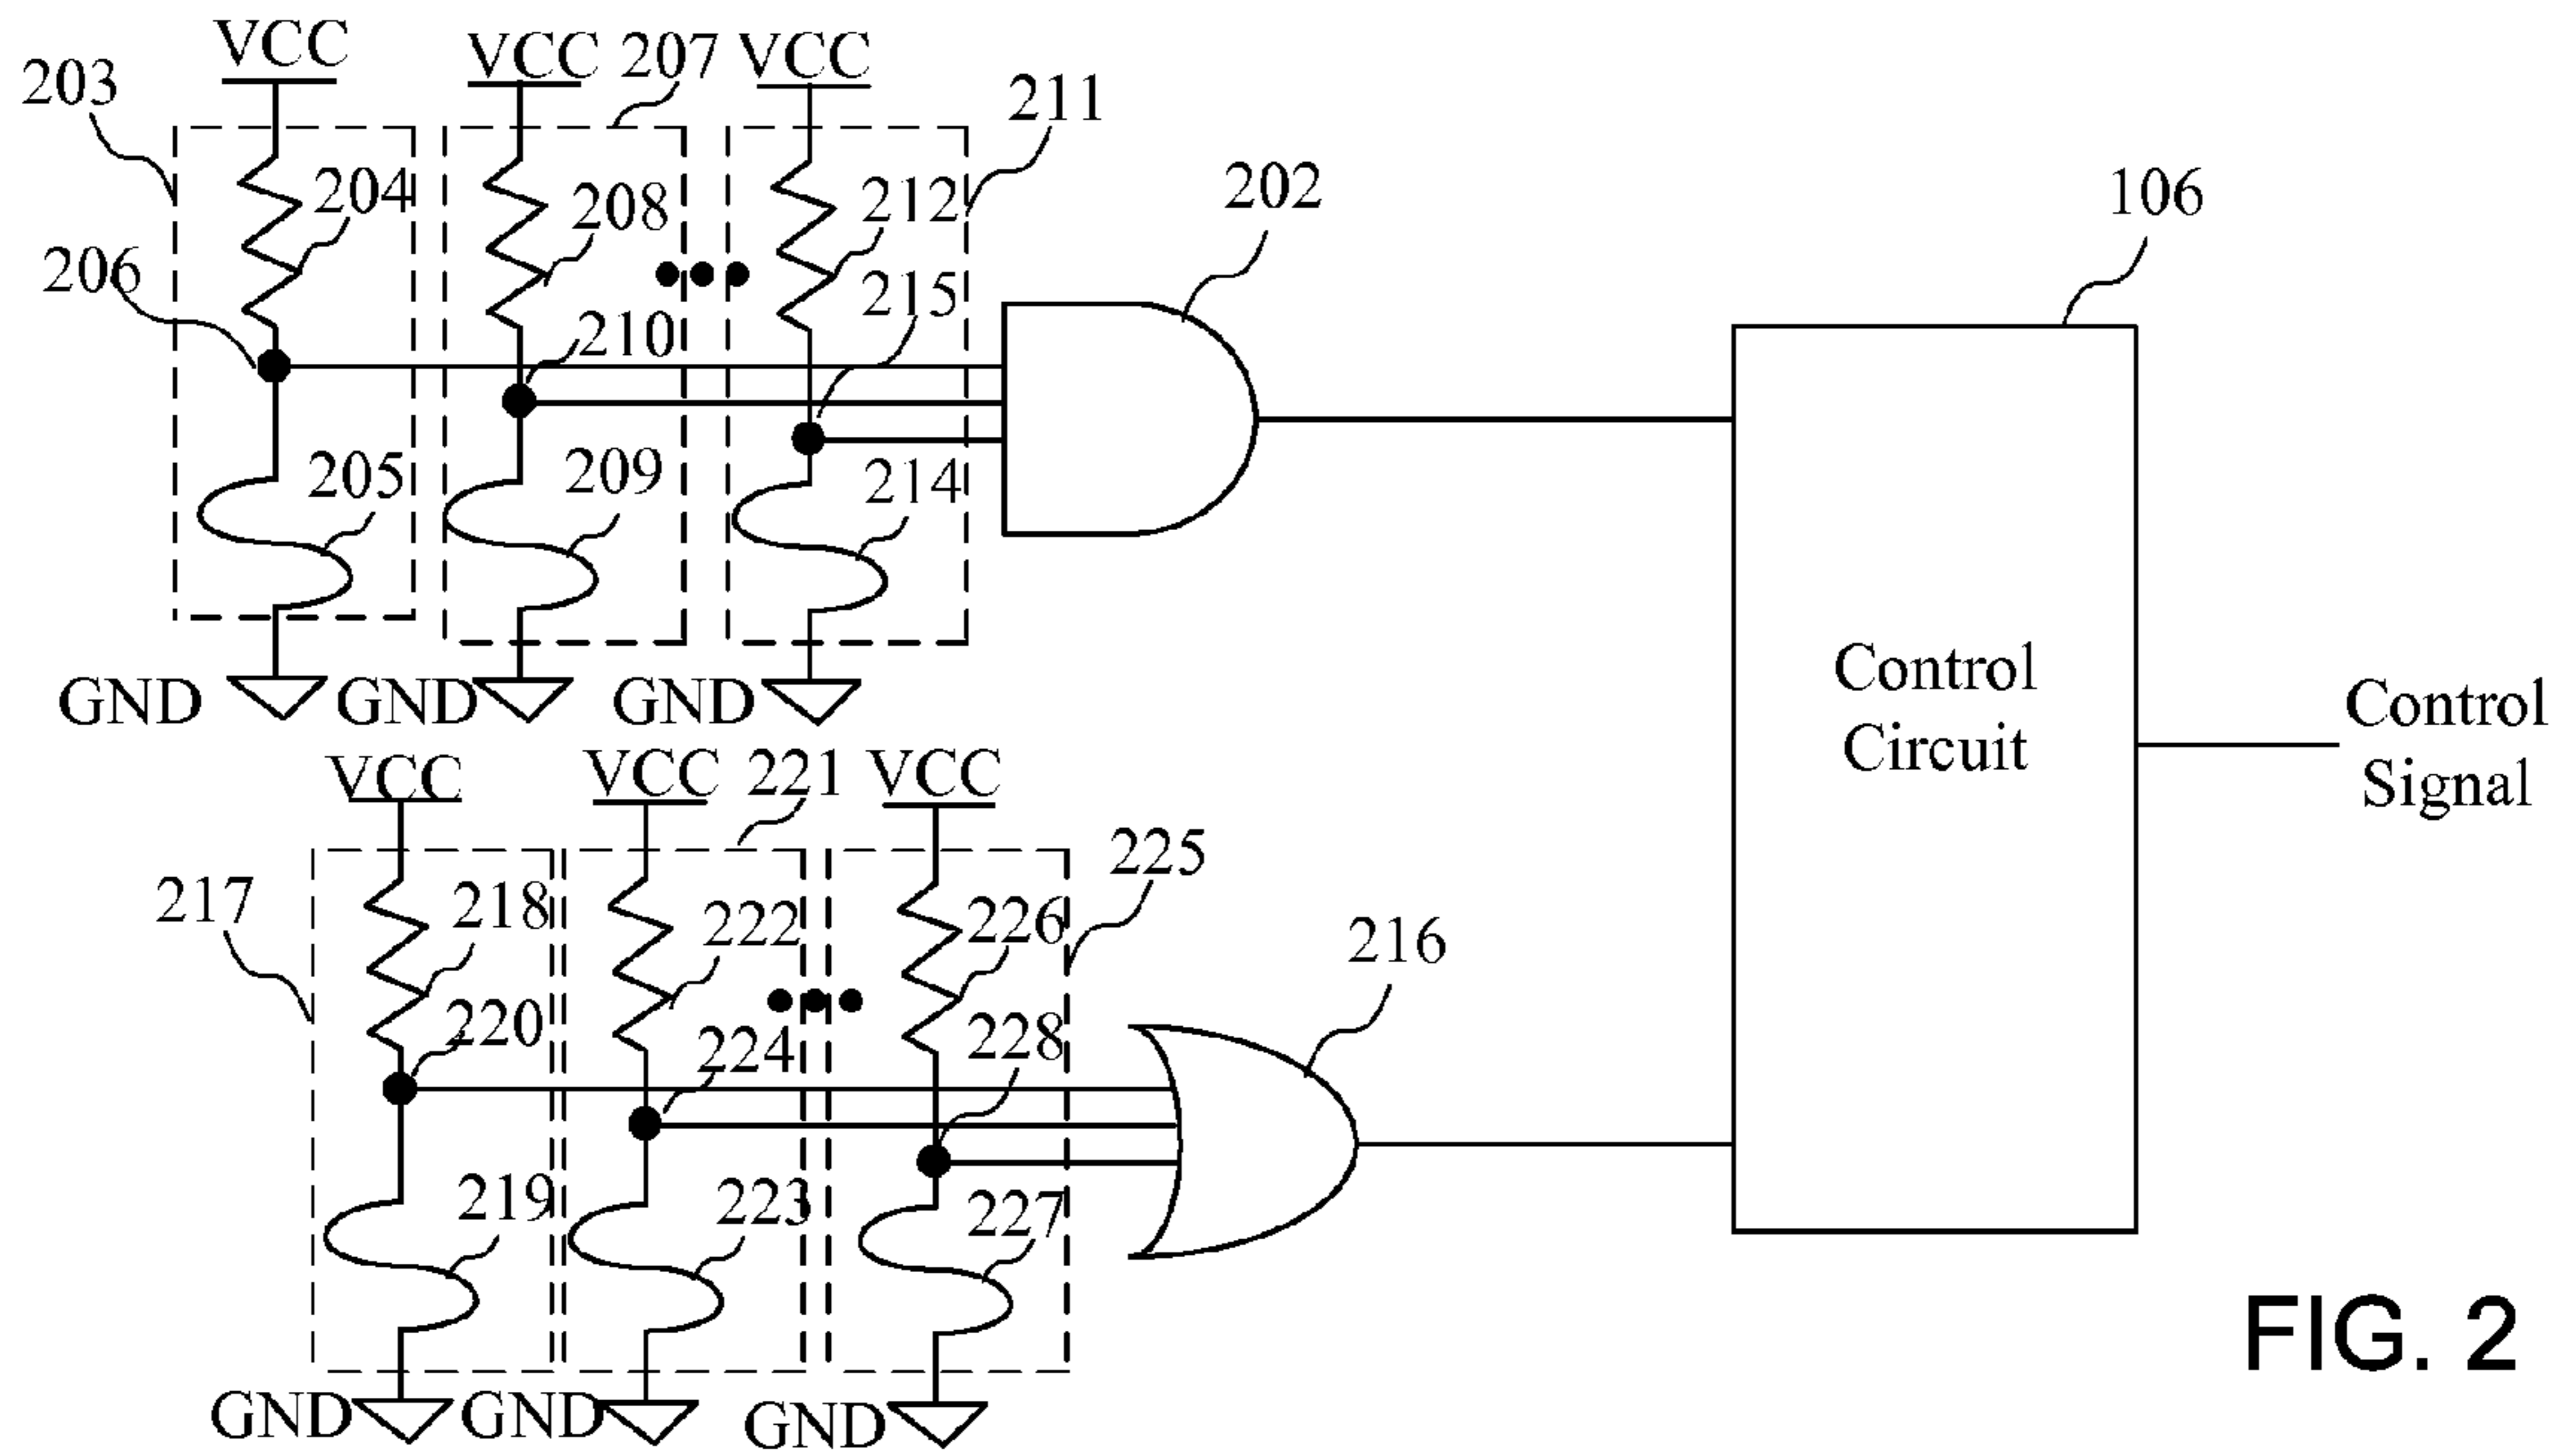 VCC
VCC
207
VCC
203
211
204
208
212
202
106
206
215
210
205
209
214
GND
GND
GND
Control
Circuit
Control
Signal
VCC
VCC
221
VCC
225
217
218
222
226
216
220
224
228
219
223
227
GND
GND
GND
FIG. 2